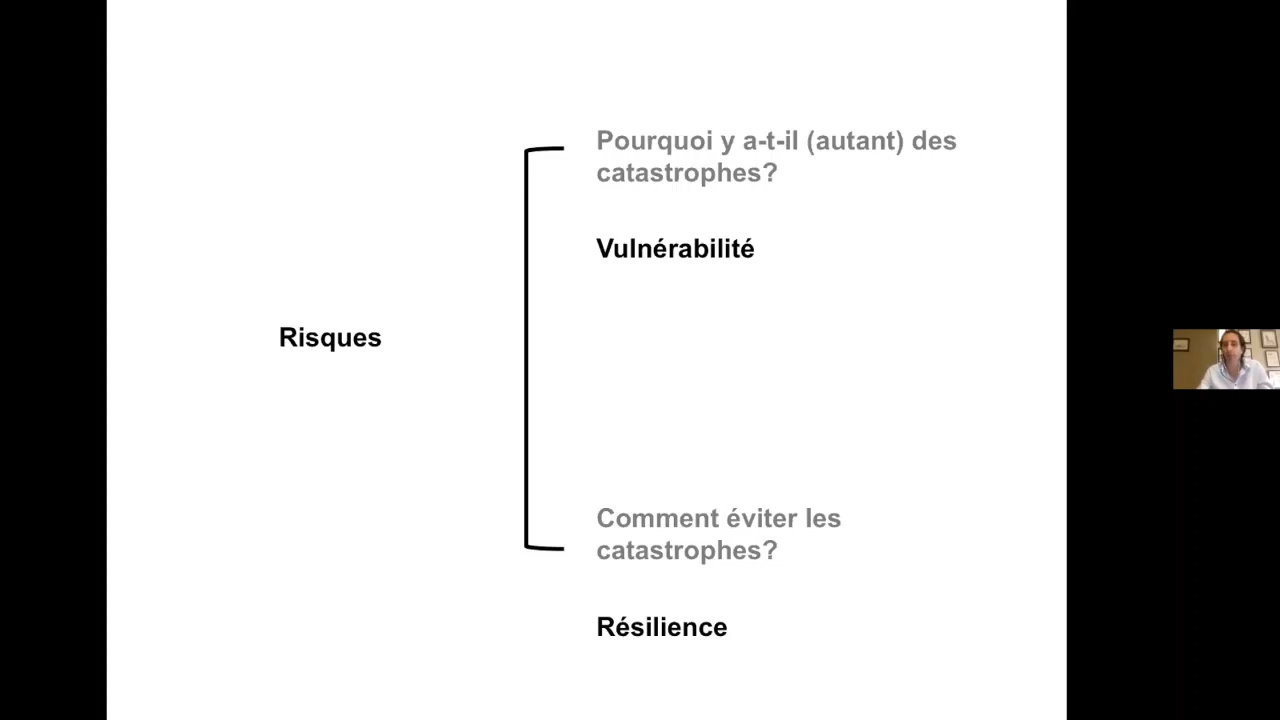 Pourquoi y a-t-il (autant) des
catastrophes?
Vulnérabilité
Risques
Comment éviter les
catastrophes?
Résilience